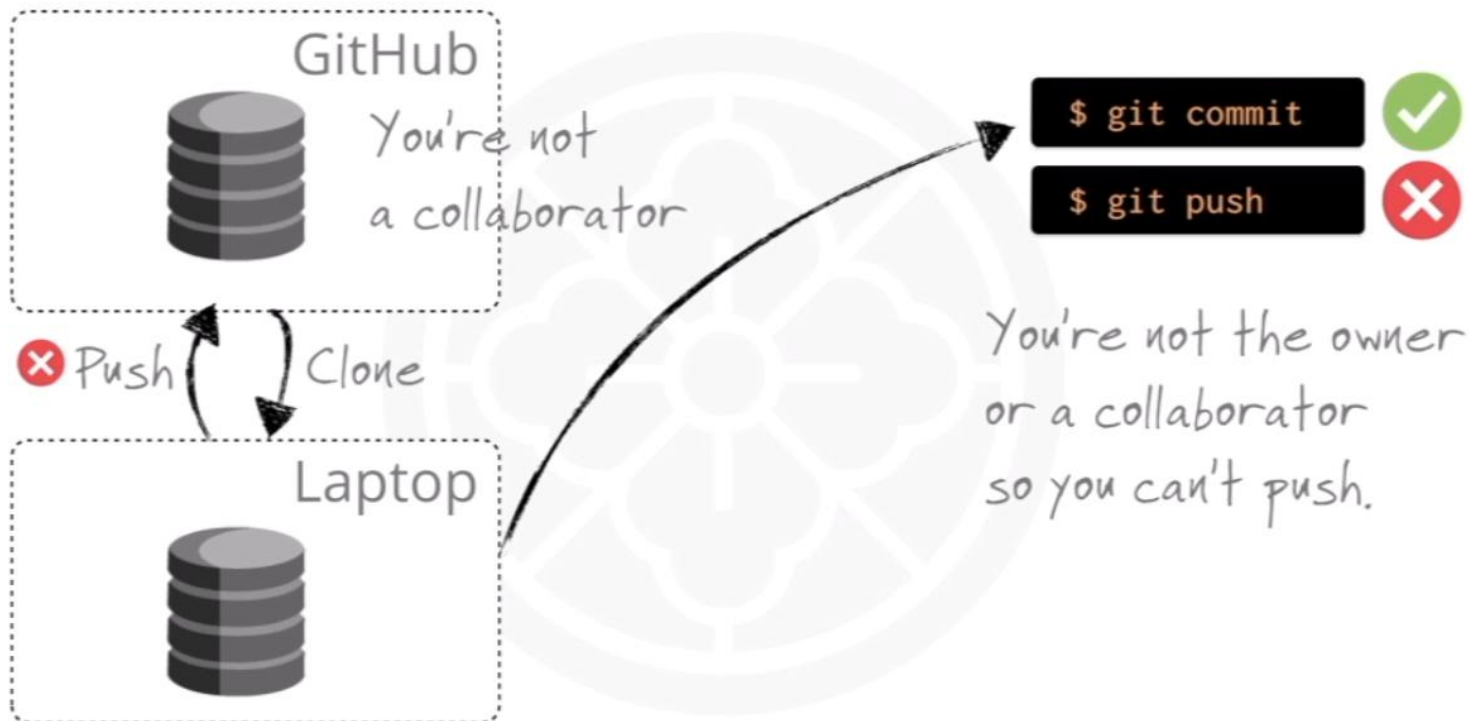 GitHub
You're not
a collaborator
Push
Clone
Laptop
$ git commit
$ git push
You're not the owner
or a collaborator
so you can't push.